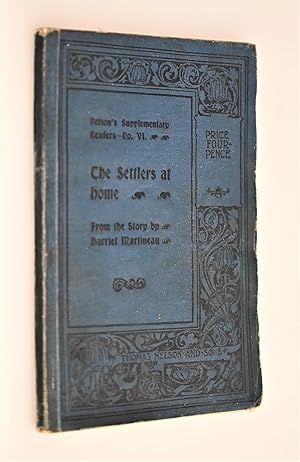 Nelson's Supplementary
Readers—No. VI.
The Settlers at
Home
From the Story by
Harriet Martineau
PRICE
FOUR-
PENCE
THOMAS·NELSON·AND·SONS·